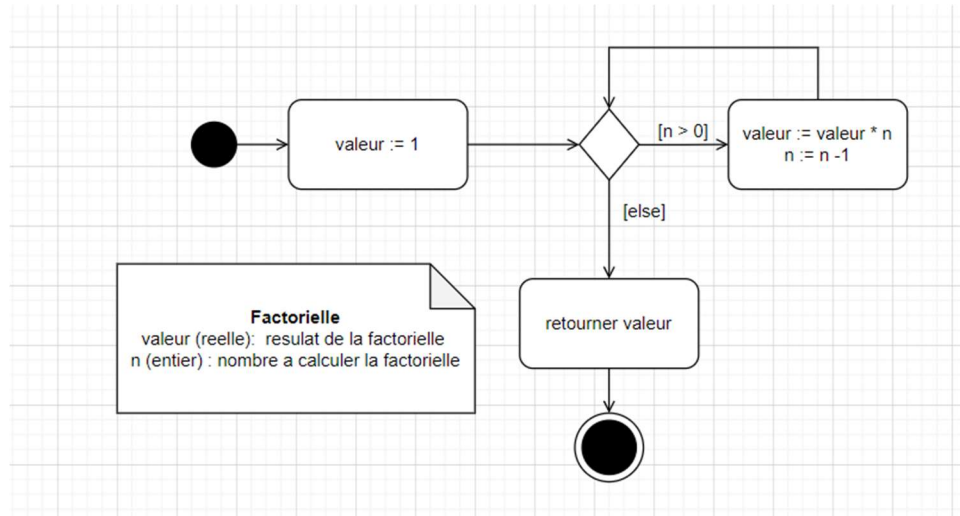 valeur := 1
[n > 0]
valeur := valeur * n
n := n -1
[else]
retourner valeur
Factorielle
valeur (reelle):  resulat de la factorielle
n (entier) : nombre a calculer la factorielle